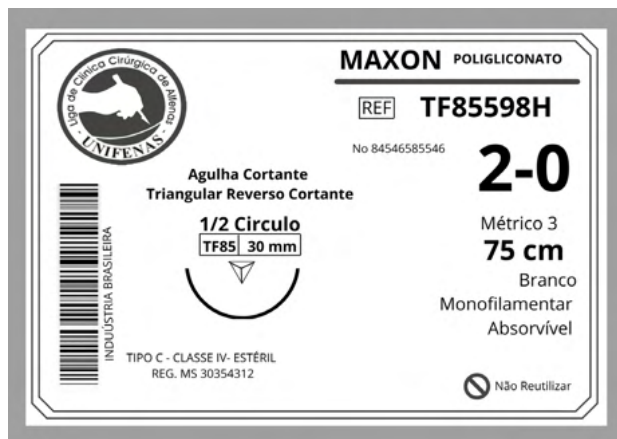 Liga de Clínica Cirúrgica de Alfenas
- UNIFENAS -
MAXON POLIGLICONATO
REF TF85598H
No 84546585546
2-0
Agulha Cortante
Triangular Reverso Cortante
1/2 Circulo
TF85 30 mm
Métrico 3
75 cm
Branco
Monofilamentar
Absorvível
INDUÚSTRIA BRASILEIRA
TIPO C - CLASSE IV- ESTÉRIL
REG. MS 30354312
Não Reutilizar